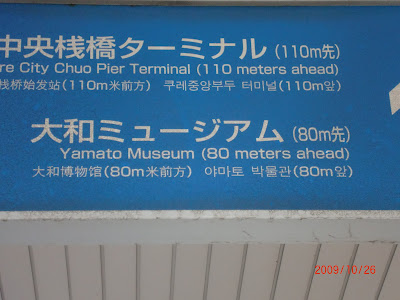 中央桟橋ターミナル (110m先)
re City Chuo Pier Terminal (110 meters ahead)
栈桥始发站(110m米前方) 쿠레중앙부두 터미널(110m앞)
大和ミュージアム (80m先)
Yamato Museum (80 meters ahead)
大和博物馆(80m米前方) 야마토 박물관(80m앞)
2009/10/26